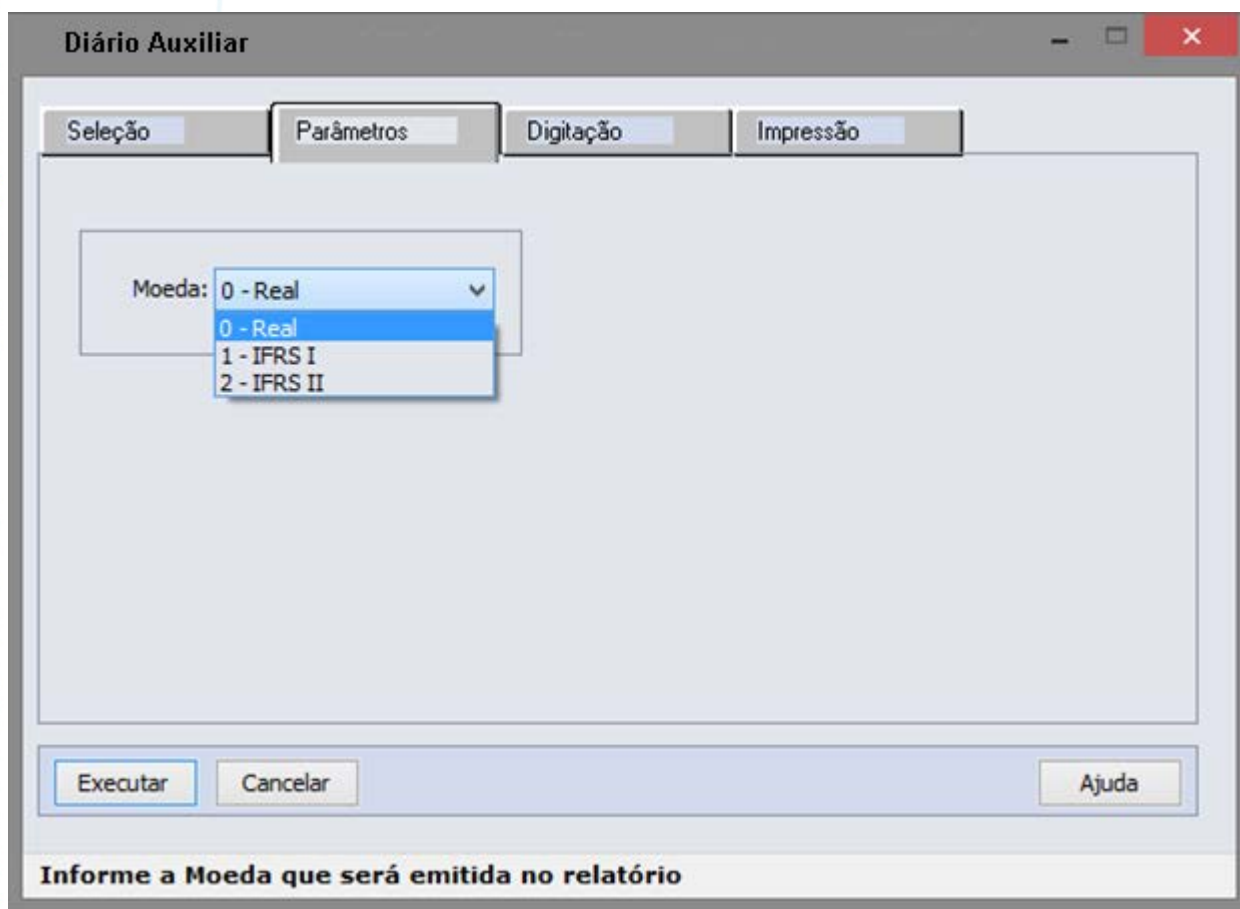 Diário Auxiliar
Seleção Parâmetros Digitação Impressão
Moeda: 0 - Real
0 - Real
1 - IFRS I
2 - IFRS II
Executar Cancelar Ajuda
Informe a Moeda que será emitida no relatório